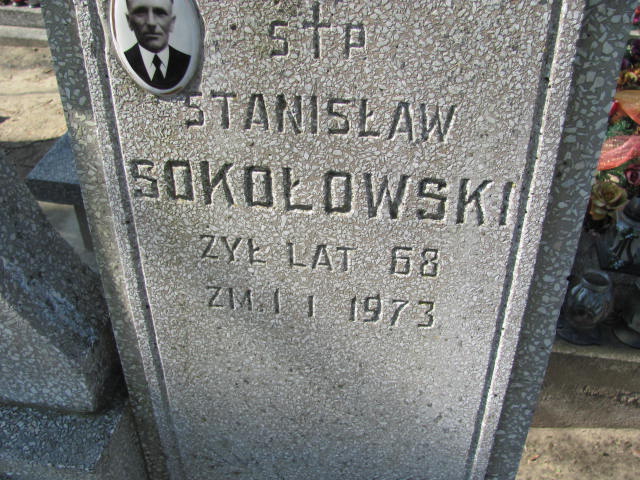 S†P
STANISŁAW
SOKOŁOWSKI
ŻYŁ LAT 68
ZM. I I 1973